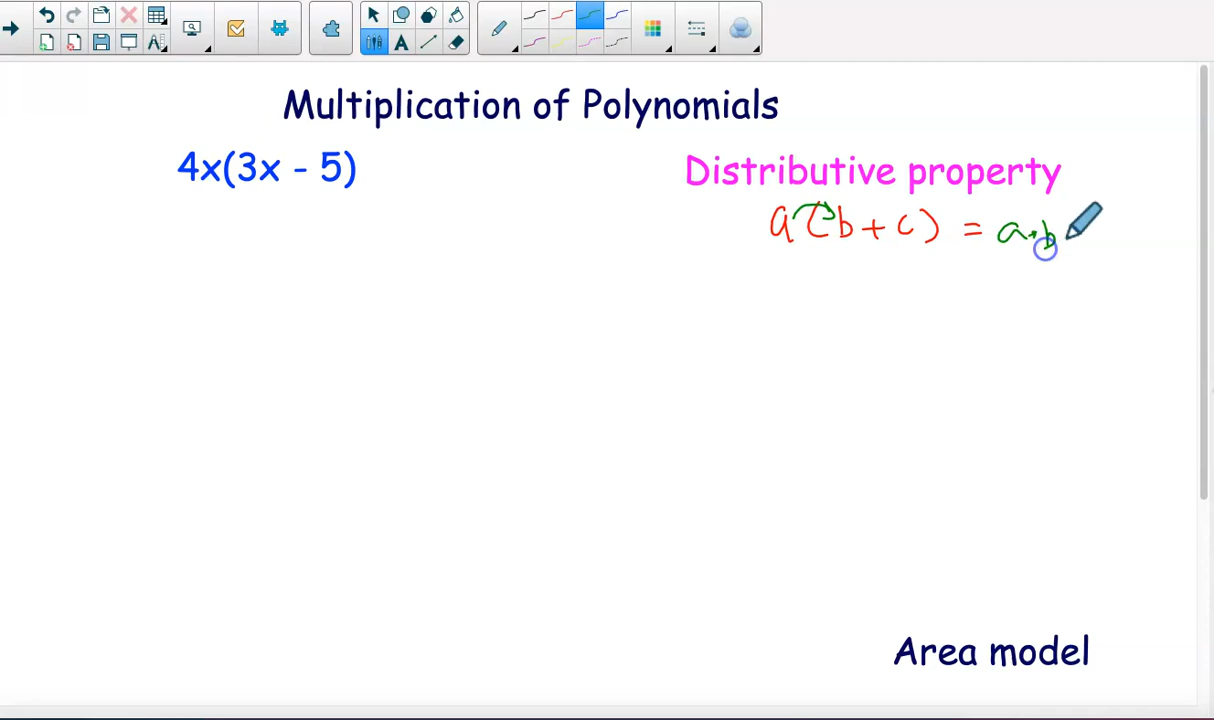 Multiplication of Polynomials
4x(3x - 5)
Distributive property
a(b + c) = a·b
Area model